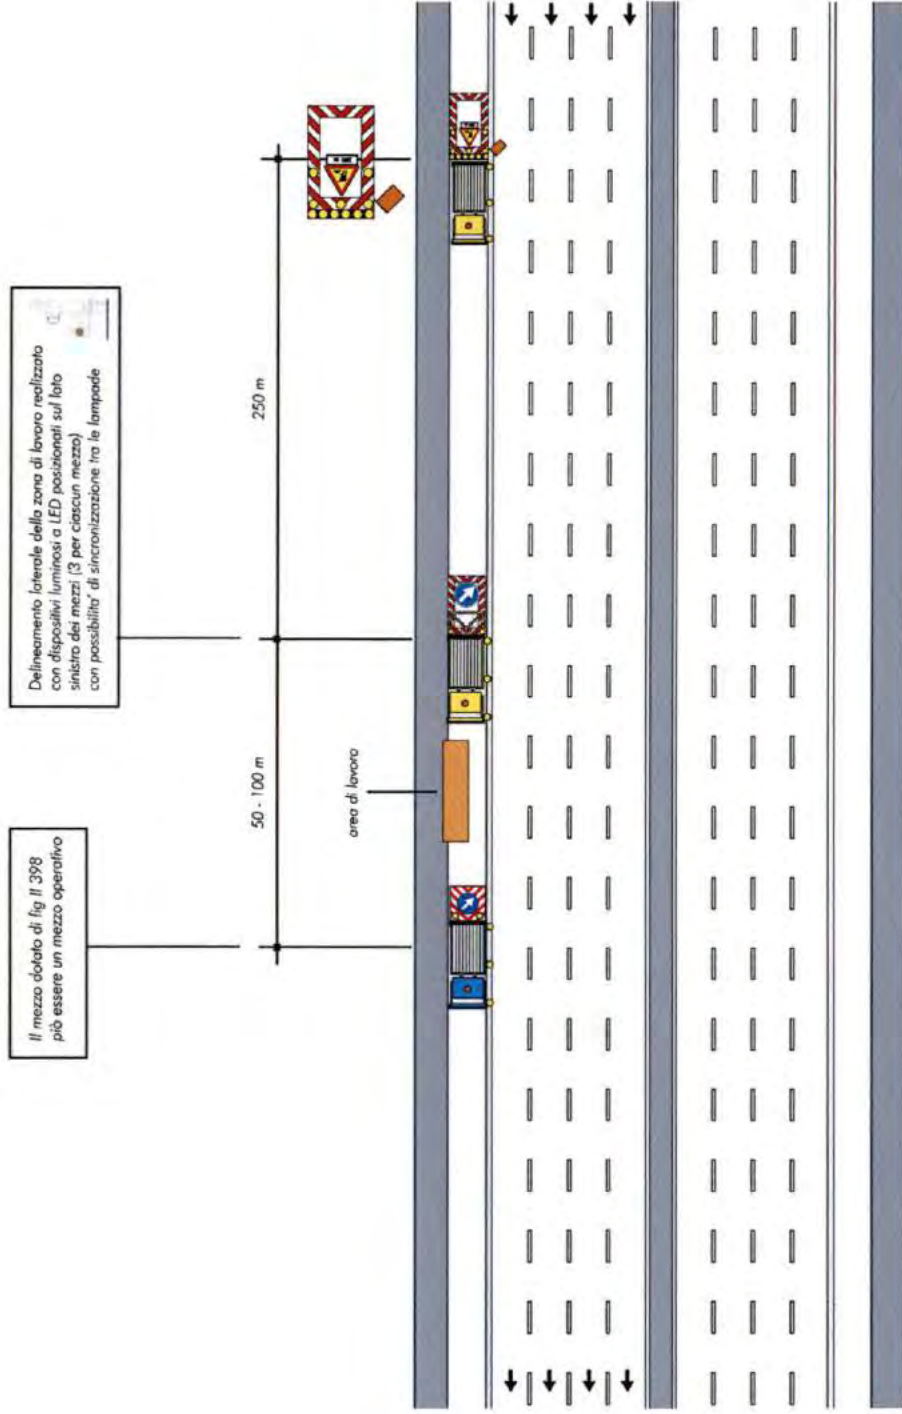 Delineamento laterale della zona di lavoro realizzato
con dispositivi luminosi a LED posizionati sul lato
sinistro dei mezzi (3 per ciascun mezzo)
con possibilita' di sincronizzazione tra le lampade
250 m
Il mezzo dotato di fig II 398
piò essere un mezzo operativo
50 - 100 m
area di lavoro